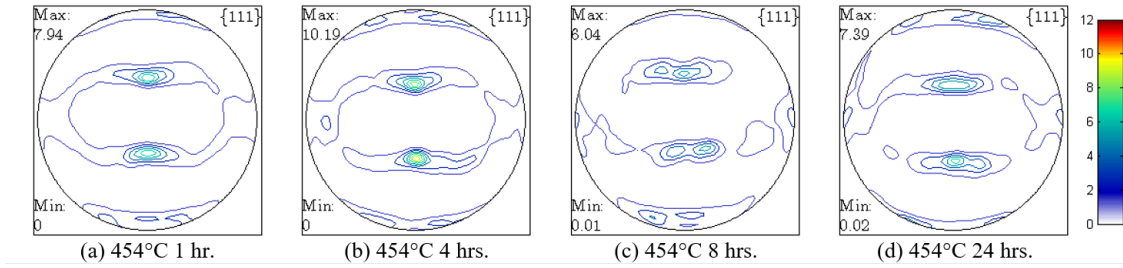 Max: {111}
7.94
Min:
0
(a) 454°C 1 hr.
Max: {111}
10.19
Min:
0
(b) 454°C 4 hrs.
Max: {111}
6.04
Min:
0.01
(c) 454°C 8 hrs.
Max: {111}
7.39
Min:
0.02
(d) 454°C 24 hrs.
12
10
8
6
4
2
0